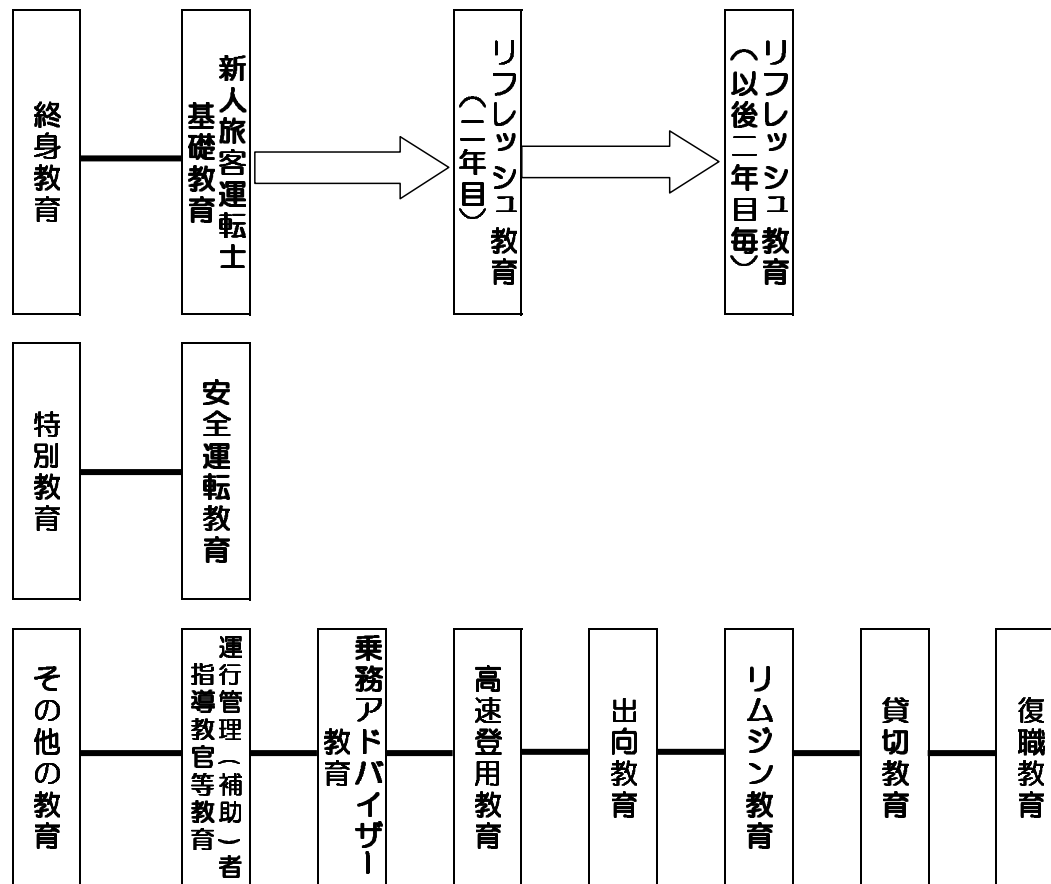 終身教育
新人旅客運転士
基礎教育
リフレッシュ教育
（二年目）
リフレッシュ教育
（以後二年目毎）
特別教育
安全運転教育
その他の教育
運行管理（補助）者
指導教官等教育
乗務アドバイザー
教育
高速登用教育
出向教育
リムジン教育
貸切教育
復職教育